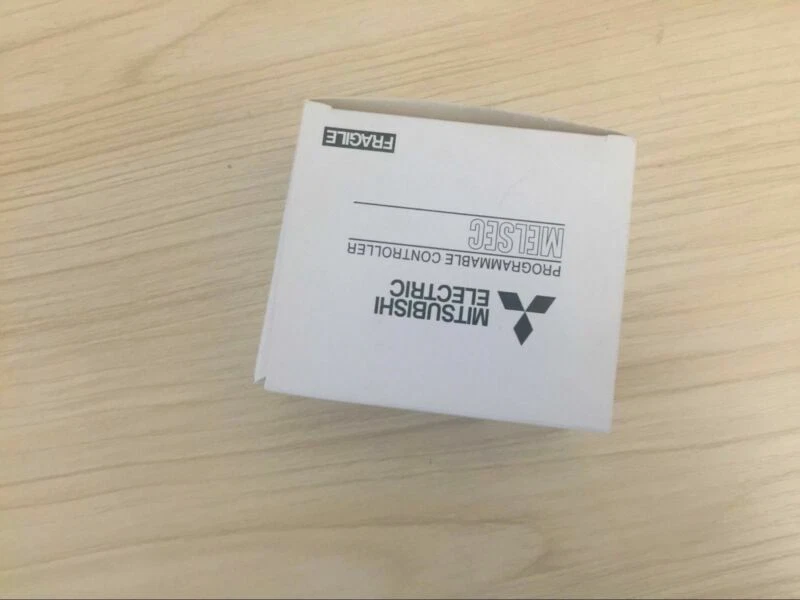 MITSUBISHI
ELECTRIC
PROGRAMMABLE CONTROLLER
MELSEC
FRAGILE